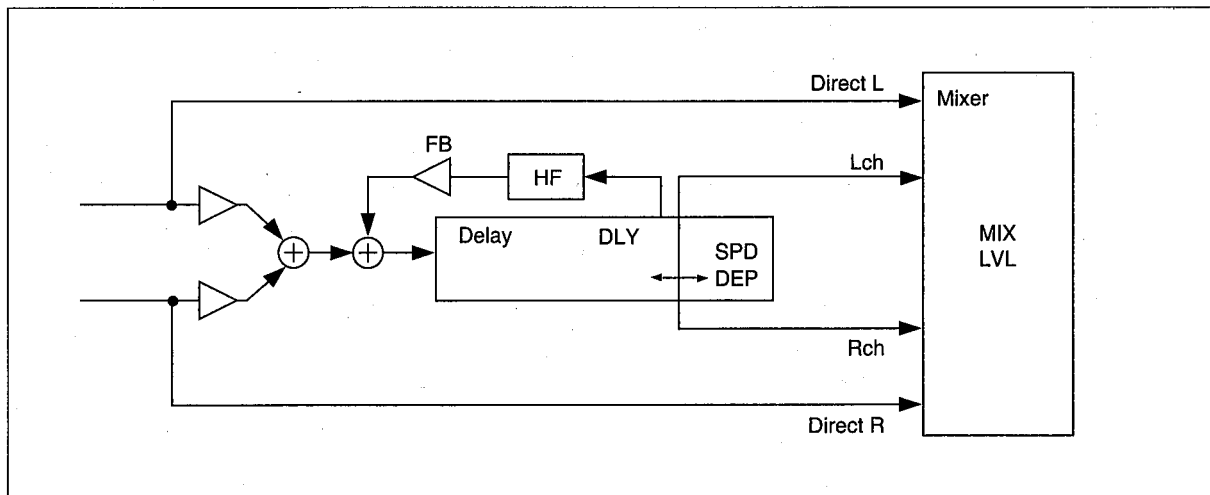 Direct L
Mixer
FB
HF
Lch
Delay
DLY
SPD
DEP
MIX
LVL
Rch
Direct R